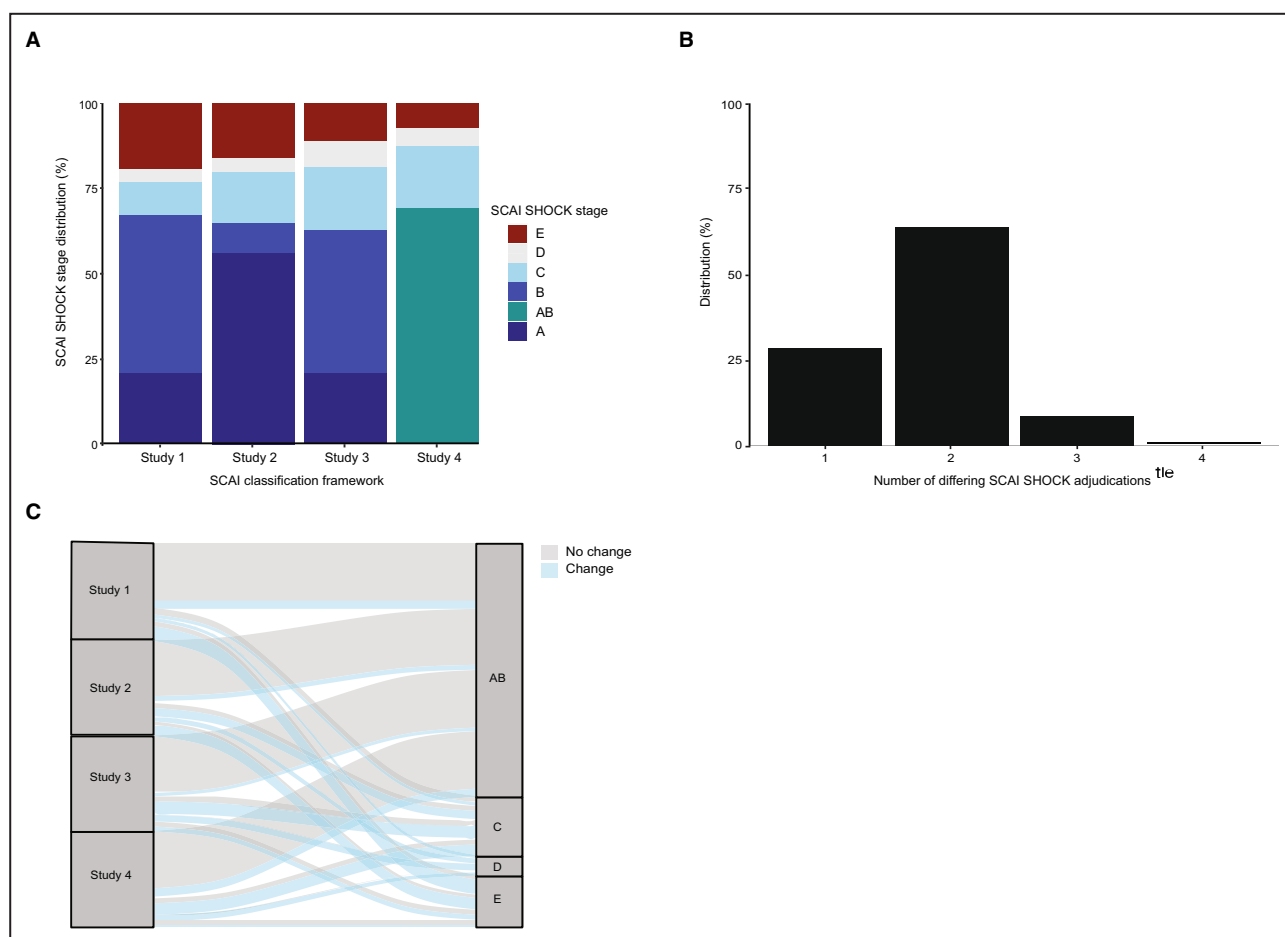 A
100
75
50
25
0
SCAI SHOCK stage distribution (%)
Study 1 Study 2 Study 3 Study 4
SCAI classification framework
SCAI SHOCK stage
E
D
C
B
AB
A
B
100
75
50
25
0
Distribution (%)
1 2 3 4
Number of differing SCAI SHOCK adjudications tle
C
Study 1
Study 2
Study 3
Study 4
AB
C
D
E
No change
Change